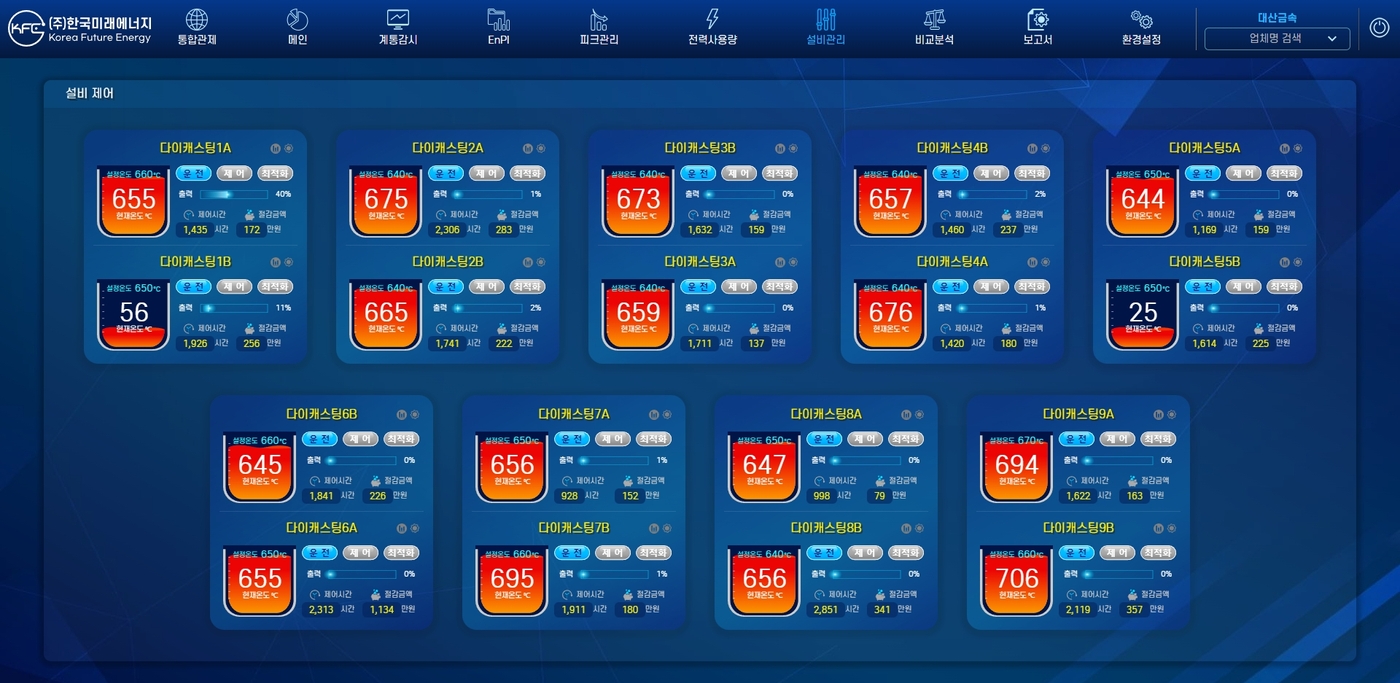 KFE (주)한국미래에너지
Korea Future Energy
통합관제
메인
계통감시
EnPI
피크관리
전력사용량
설비관리
비교분석
보고서
환경설정
대산금속
업체명 검색
설비 제어
다이캐스팅1A
설정온도 660℃
655
현재온도 ℃
운 전 제 어 최적화
출력 40%
제어시간 절감금액
1,435 시간 172 만원
다이캐스팅1B
설정온도 650℃
56
현재온도 ℃
운 전 제 어 최적화
출력 11%
제어시간 절감금액
1,926 시간 256 만원
다이캐스팅2A
설정온도 640℃
675
현재온도 ℃
운 전 제 어 최적화
출력 1%
제어시간 절감금액
2,306 시간 283 만원
다이캐스팅2B
설정온도 640℃
665
현재온도 ℃
운 전 제 어 최적화
출력 2%
제어시간 절감금액
1,741 시간 222 만원
다이캐스팅3B
설정온도 640℃
673
현재온도 ℃
운 전 제 어 최적화
출력 0%
제어시간 절감금액
1,632 시간 159 만원
다이캐스팅3A
설정온도 640℃
659
현재온도 ℃
운 전 제 어 최적화
출력 0%
제어시간 절감금액
1,711 시간 137 만원
다이캐스팅4B
설정온도 640℃
657
현재온도 ℃
운 전 제 어 최적화
출력 2%
제어시간 절감금액
1,460 시간 237 만원
다이캐스팅4A
설정온도 640℃
676
현재온도 ℃
운 전 제 어 최적화
출력 1%
제어시간 절감금액
1,420 시간 180 만원
다이캐스팅5A
설정온도 650℃
644
현재온도 ℃
운 전 제 어 최적화
출력 0%
제어시간 절감금액
1,169 시간 159 만원
다이캐스팅5B
설정온도 650℃
25
현재온도 ℃
운 전 제 어 최적화
출력 0%
제어시간 절감금액
1,614 시간 225 만원
다이캐스팅6B
설정온도 660℃
645
현재온도 ℃
운 전 제 어 최적화
출력 0%
제어시간 절감금액
1,841 시간 226 만원
다이캐스팅6A
설정온도 650℃
655
현재온도 ℃
운 전 제 어 최적화
출력 0%
제어시간 절감금액
2,313 시간 1,134 만원
다이캐스팅7A
설정온도 650℃
656
현재온도 ℃
운 전 제 어 최적화
출력 1%
제어시간 절감금액
928 시간 152 만원
다이캐스팅7B
설정온도 660℃
695
현재온도 ℃
운 전 제 어 최적화
출력 1%
제어시간 절감금액
1,911 시간 180 만원
다이캐스팅8A
설정온도 650℃
647
현재온도 ℃
운 전 제 어 최적화
출력 0%
제어시간 절감금액
998 시간 79 만원
다이캐스팅8B
설정온도 640℃
656
현재온도 ℃
운 전 제 어 최적화
출력 0%
제어시간 절감금액
2,851 시간 341 만원
다이캐스팅9A
설정온도 670℃
694
현재온도 ℃
운 전 제 어 최적화
출력 0%
제어시간 절감금액
1,622 시간 163 만원
다이캐스팅9B
설정온도 660℃
706
현재온도 ℃
운 전 제 어 최적화
출력 0%
제어시간 절감금액
2,119 시간 357 만원